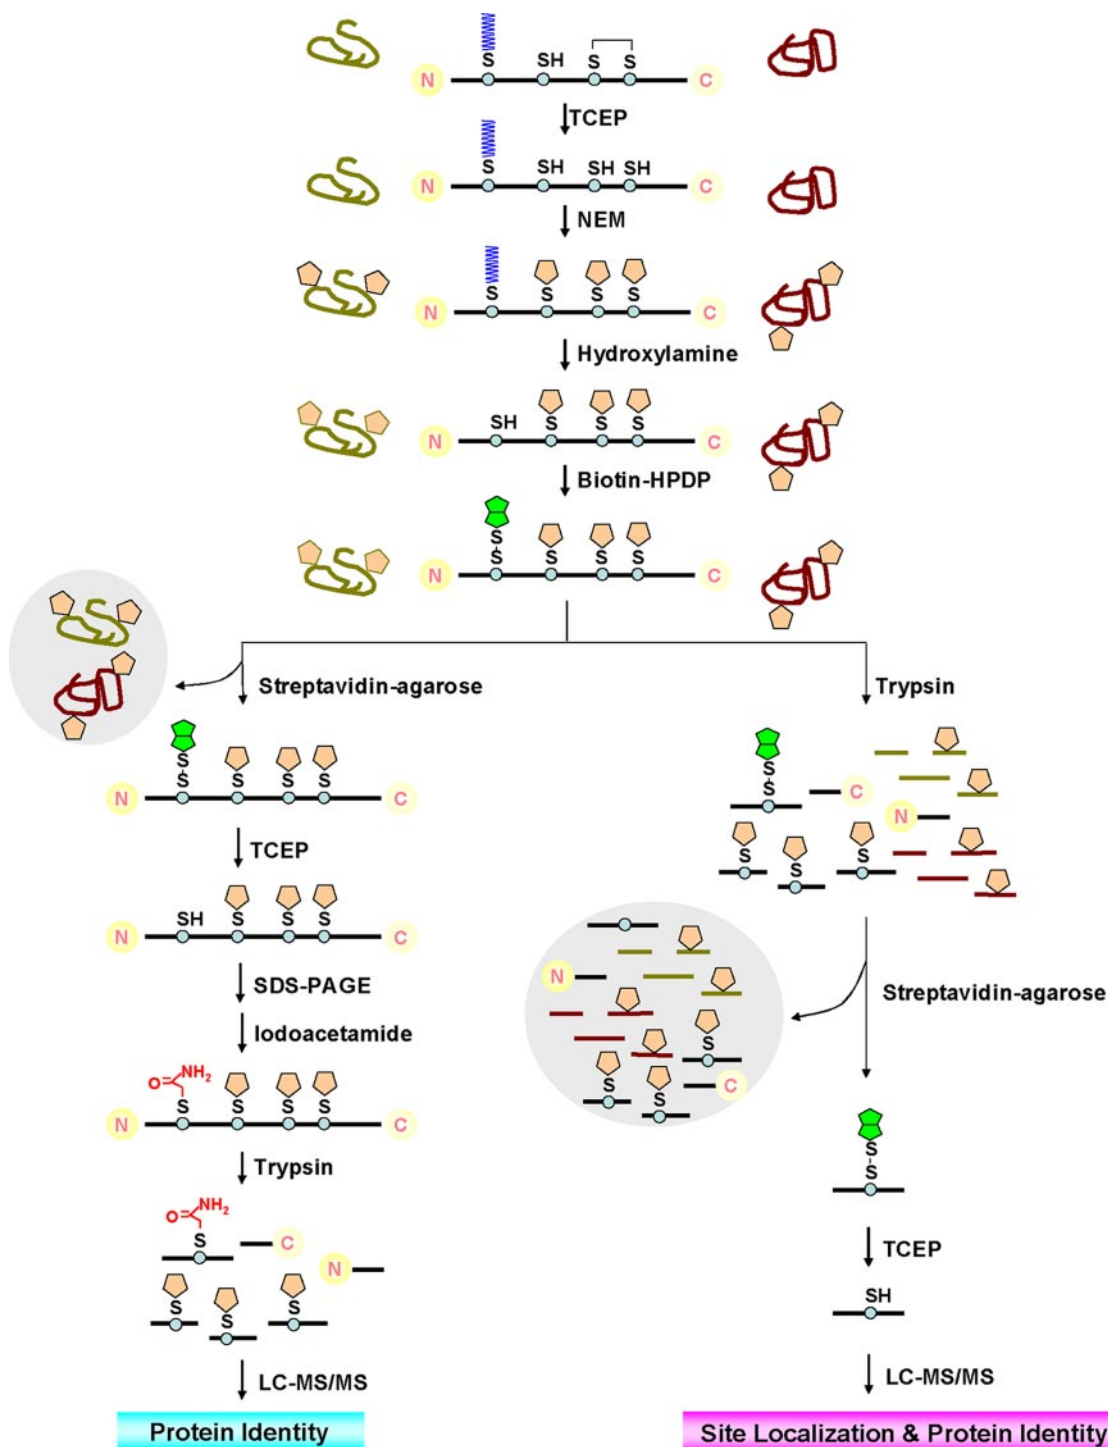 S SH S S
N C
TCEP
S SH SH SH
N C
NEM
S S S S
N C
Hydroxylamine
SH S S S
N C
Biotin-HPDP
S
S S S S
N C
Streptavidin-agarose
S
S S S S
N C
TCEP
SH S S S
N C
SDS-PAGE
Iodoacetamide
O NH2
S S S S
N C
Trypsin
O NH2
S
C
N
S S S
LC-MS/MS
Protein Identity
Trypsin
S
S
C
N
S S S
N
S
C
S S
Streptavidin-agarose
S
S
TCEP
SH
LC-MS/MS
Site Localization & Protein Identity